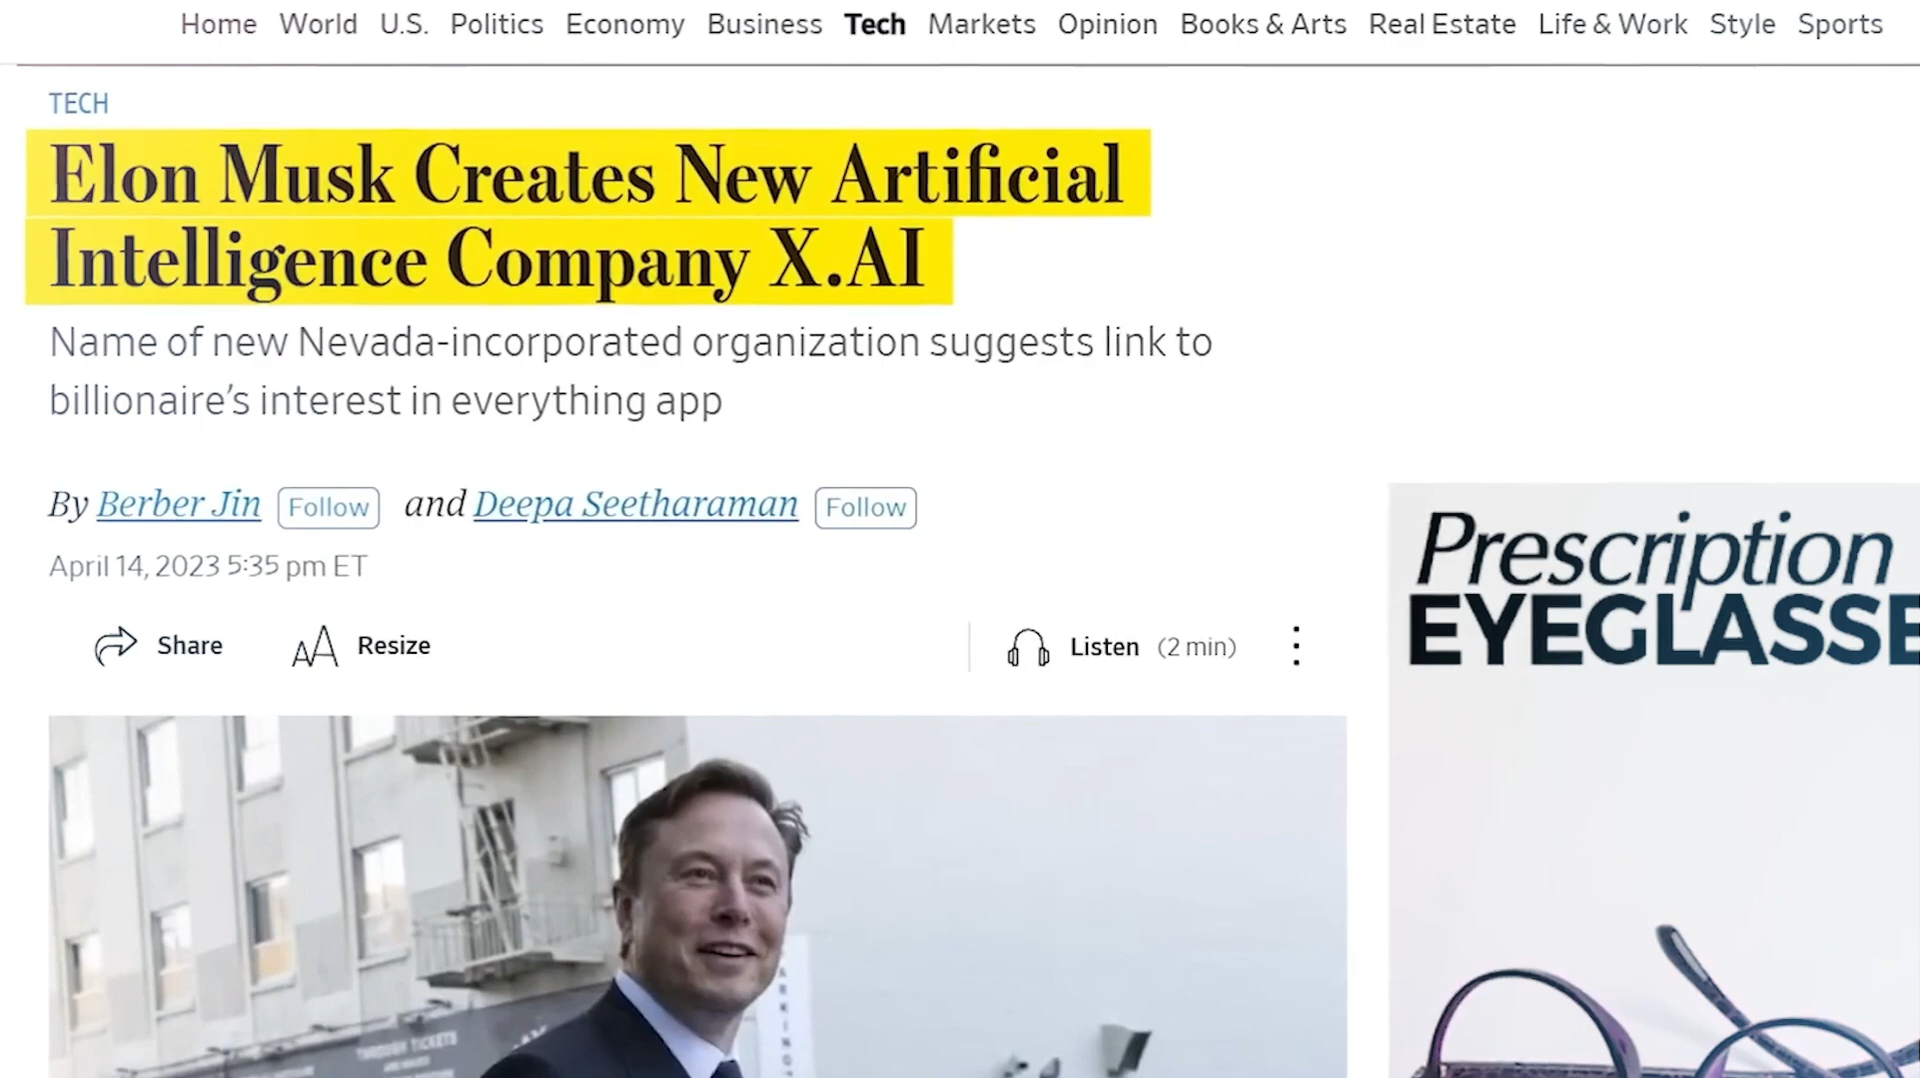 Home World U.S. Politics Economy Business Tech Markets Opinion Books & Arts Real Estate Life & Work Style Sports
TECH
Elon Musk Creates New Artificial
Intelligence Company X.AI
Name of new Nevada-incorporated organization suggests link to
billionaire’s interest in everything app
By Berber Jin Follow and Deepa Seetharaman Follow
April 14, 2023 5:35 pm ET
Share Resize Listen (2 min)
Prescription
EYEGLASSE
THROUGH TICKETS
ARKING